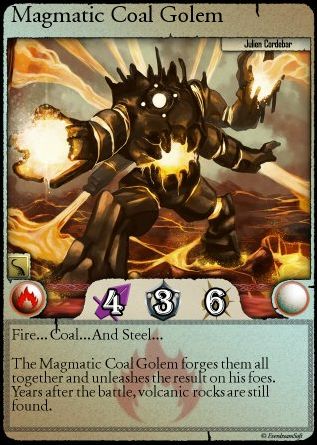 Magmatic Coal Golem
Julien Cordebar
4 3 6
Fire... Coal...And Steel...
The Magmatic Coal Golem forges them all
together and unleashes the result on his foes.
Years after the battle, volcanic rocks are still
found.
© EverdreamSoft